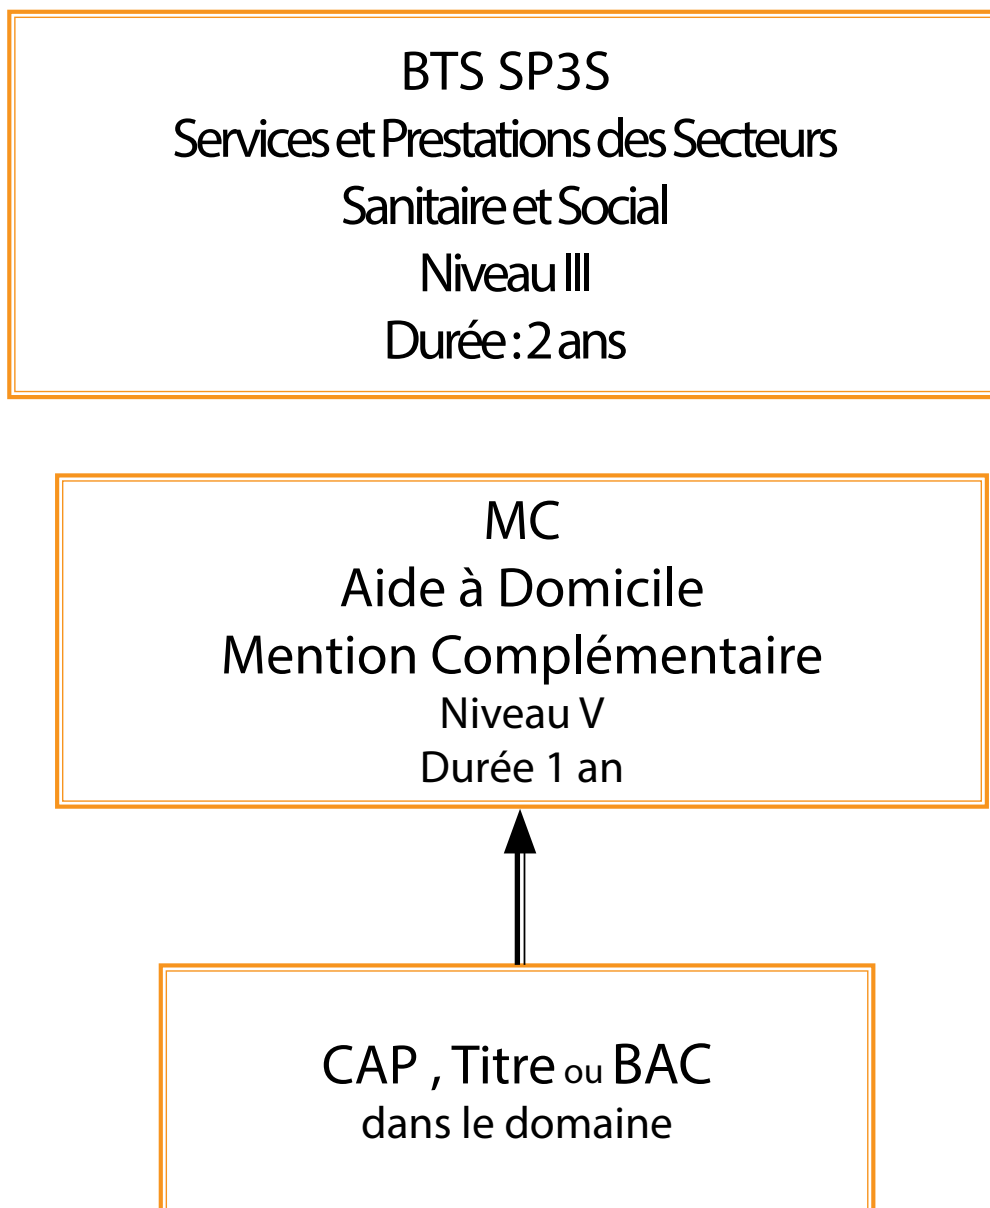 BTS SP3S
Services et Prestations des Secteurs
Sanitaire et Social
Niveau III
Durée : 2 ans
MC
Aide à Domicile
Mention Complémentaire
Niveau V
Durée 1 an
CAP , Titre ou BAC
dans le domaine